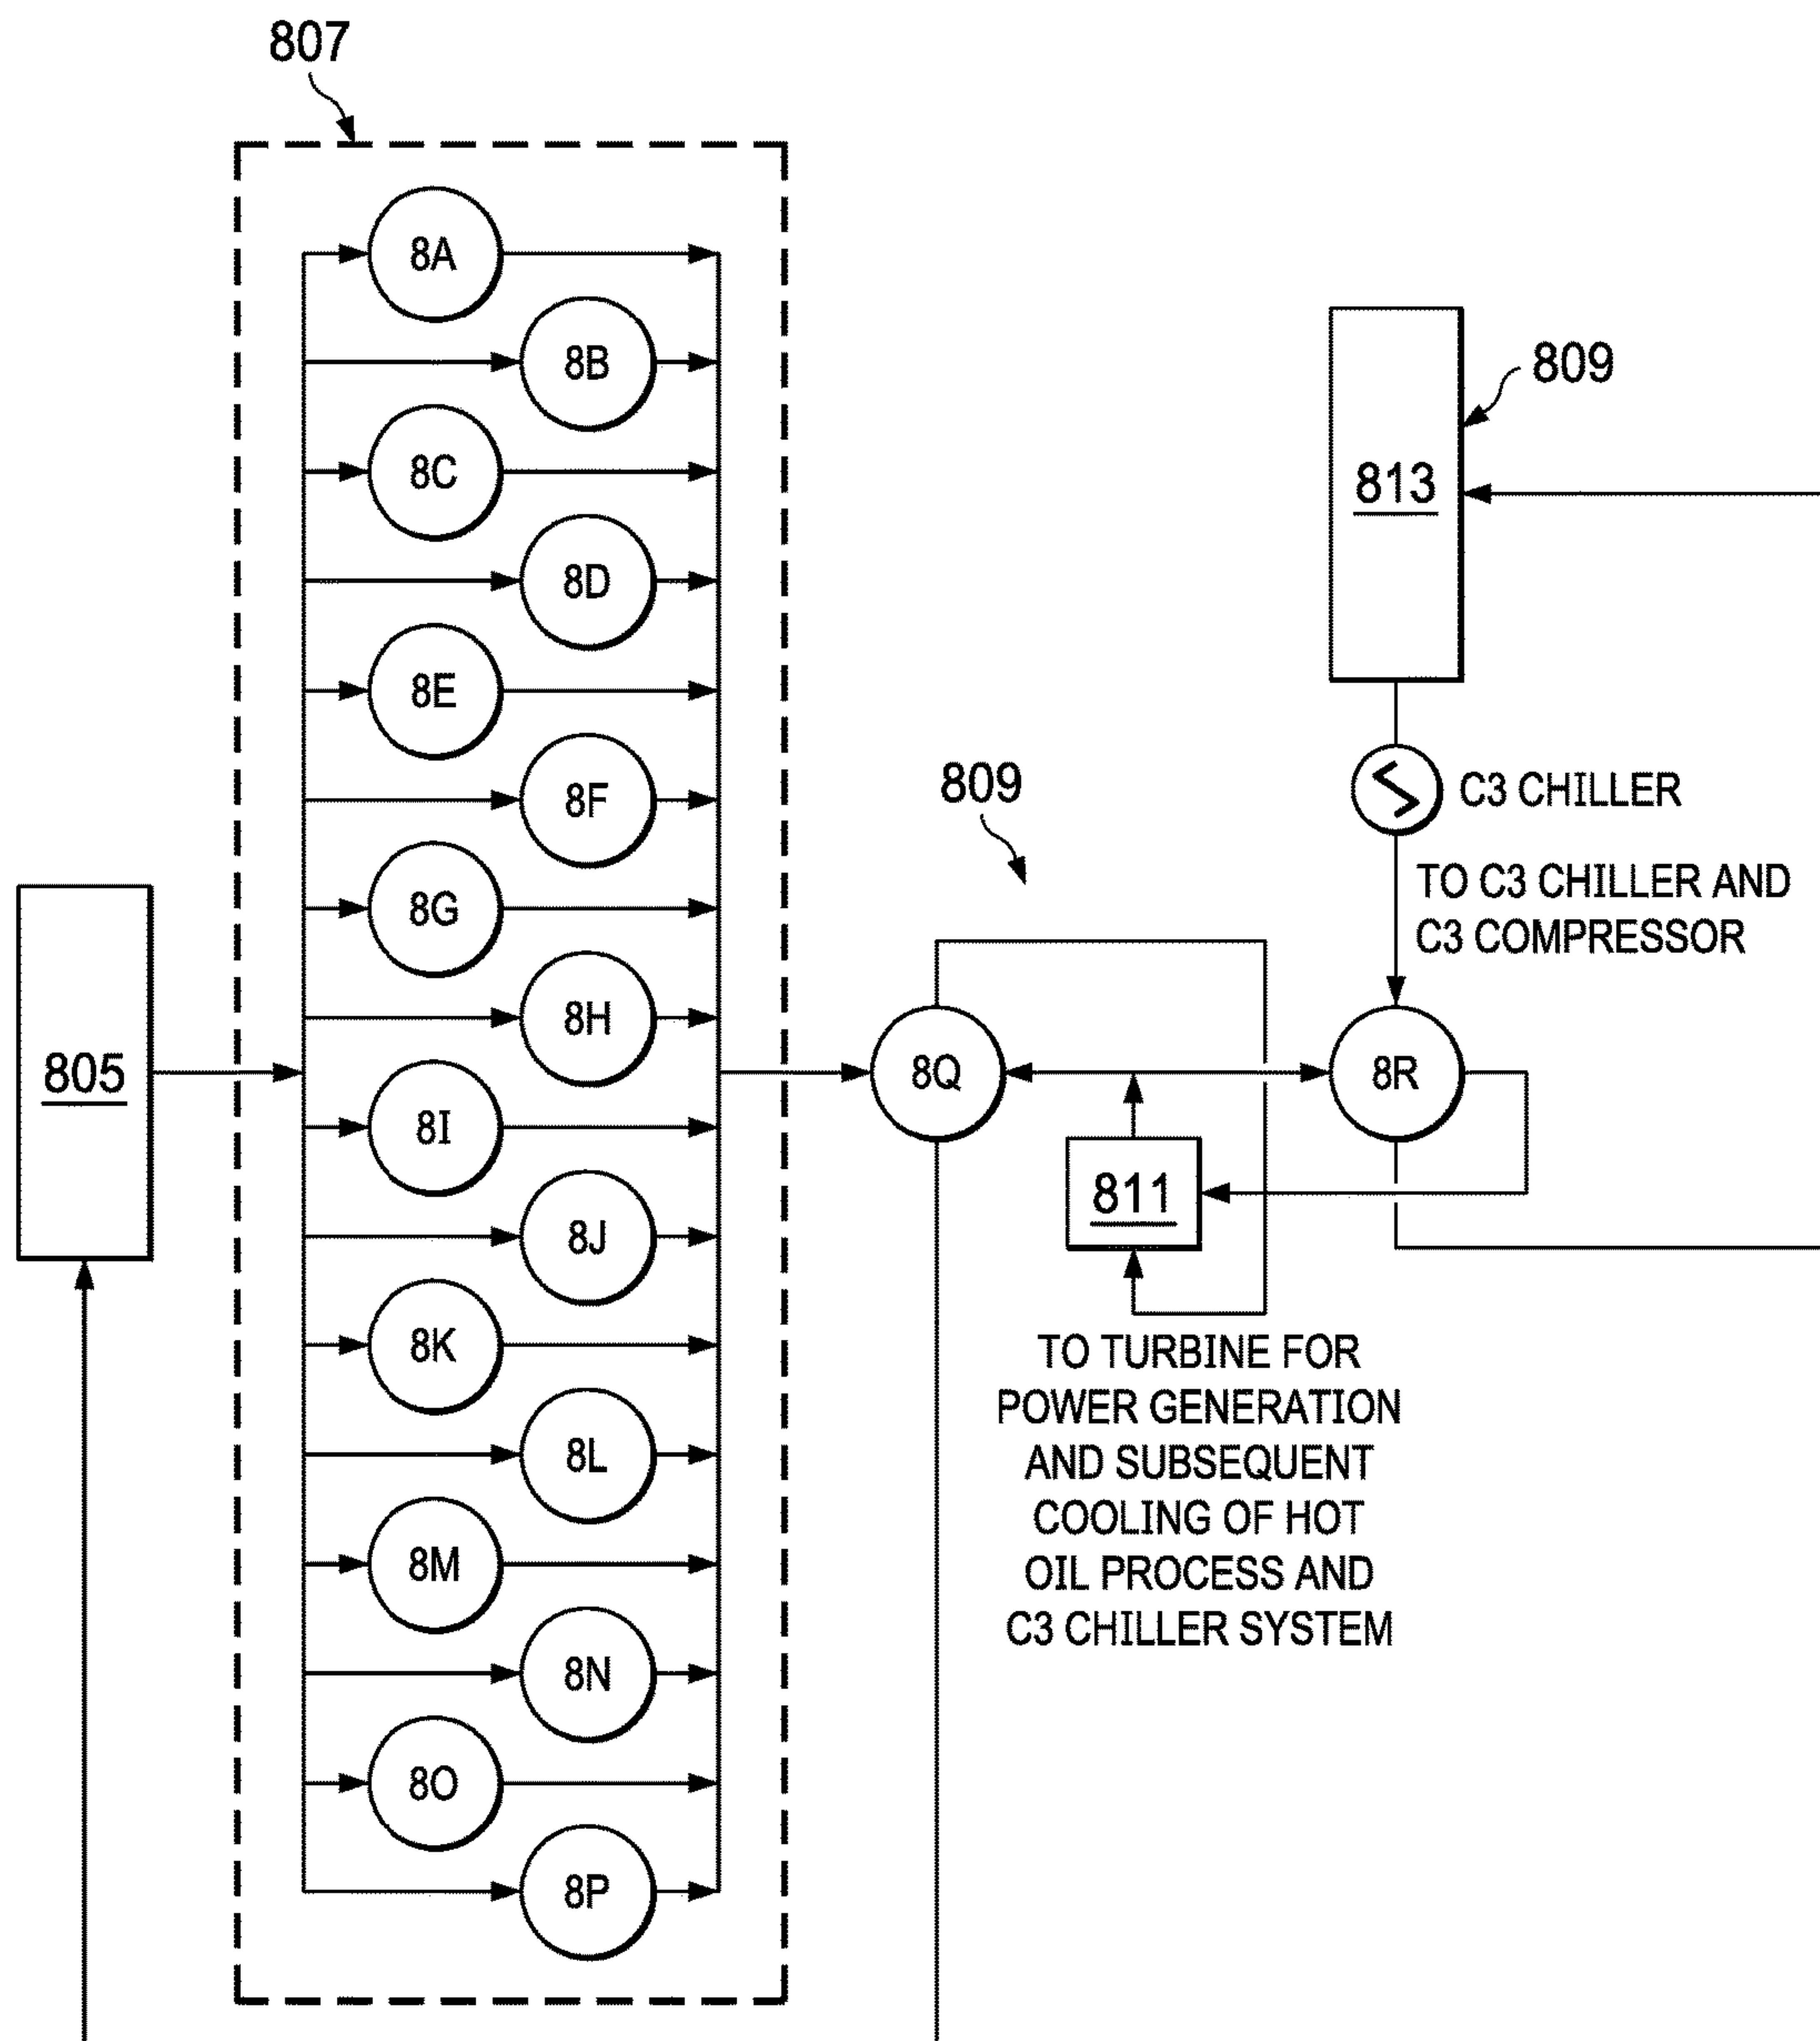 807
8A
8B
8C
8D
8E
8F
8G
8H
8I
8J
8K
8L
8M
8N
8O
8P
805
809
813
C3 CHILLER
TO C3 CHILLER AND
C3 COMPRESSOR
809
8Q
8R
811
TO TURBINE FOR
POWER GENERATION
AND SUBSEQUENT
COOLING OF HOT
OIL PROCESS AND
C3 CHILLER SYSTEM